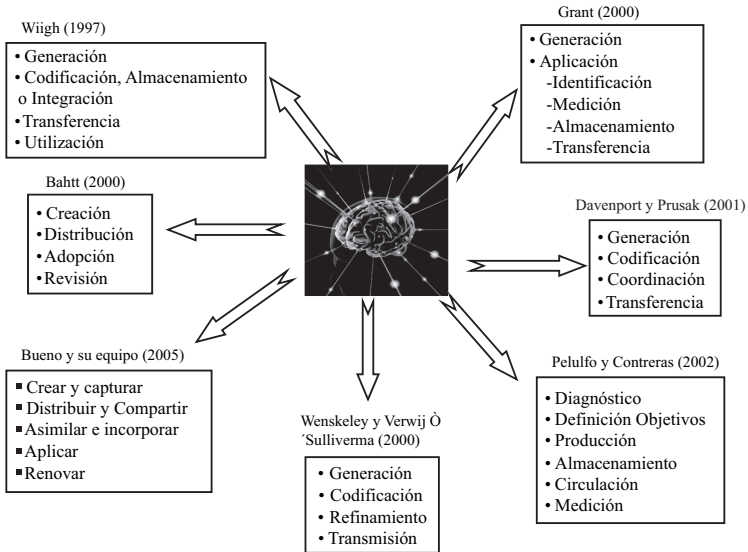 Wiigh (1997)
• Generación
• Codificación, Almacenamiento
o Integración
• Transferencia
• Utilización
Grant (2000)
• Generación
• Aplicación
-Identificación
-Medición
-Almacenamiento
-Transferencia
Bahtt (2000)
• Creación
• Distribución
• Adopción
• Revisión
Davenport y Prusak (2001)
• Generación
• Codificación
• Coordinación
• Transferencia
Bueno y su equipo (2005)
▪ Crear y capturar
▪ Distribuir y Compartir
▪ Asimilar e incorporar
▪ Aplicar
▪ Renovar
Wenskeley y Verwij Ò
´Sulliverma (2000)
• Generación
• Codificación
• Refinamiento
• Transmisión
Pelulfo y Contreras (2002)
• Diagnóstico
• Definición Objetivos
• Producción
• Almacenamiento
• Circulación
• Medición